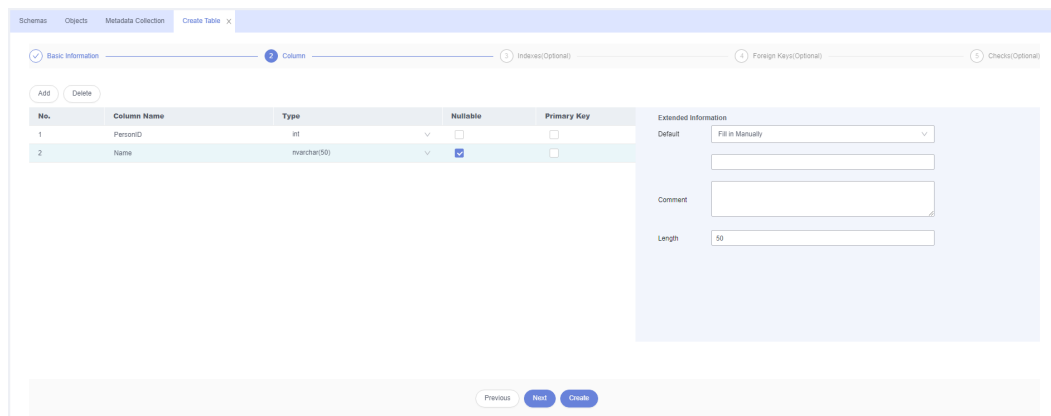 Schemas Objects Metadata Collection Create Table X
Basic Information 2 Column 3 Indexes(Optional) 4 Foreign Keys(Optional) 5 Checks(Optional)
Add Delete
No. Column Name Type Nullable Primary Key
1 PersonID int
2 Name nvarchar(50)
Extended Information
Default Fill in Manually
Comment
Length 50
Previous Next Create